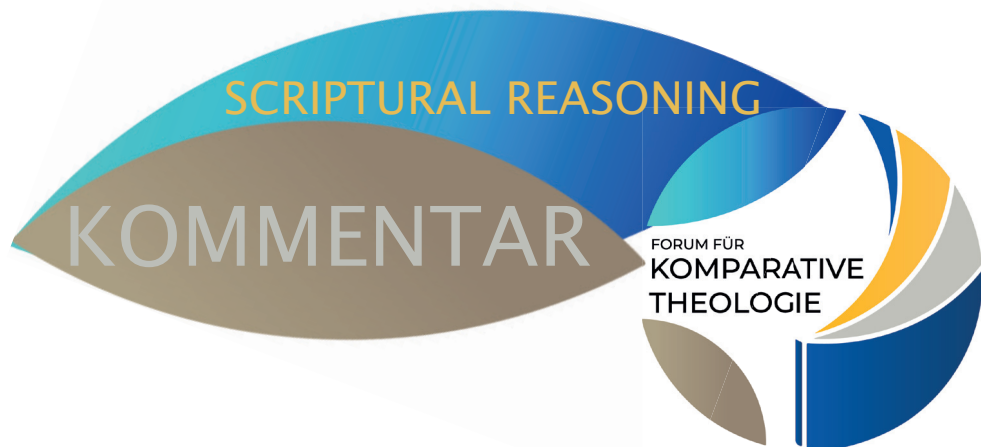 SCRIPTURAL REASONING
KOMMENTAR
FORUM FÜR
KOMPARATIVE
THEOLOGIE